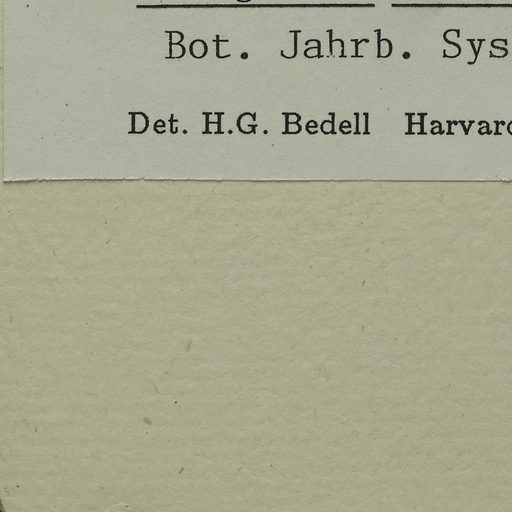 Bot. Jahrb. Sys
Det. H.G. Bedell Harvard